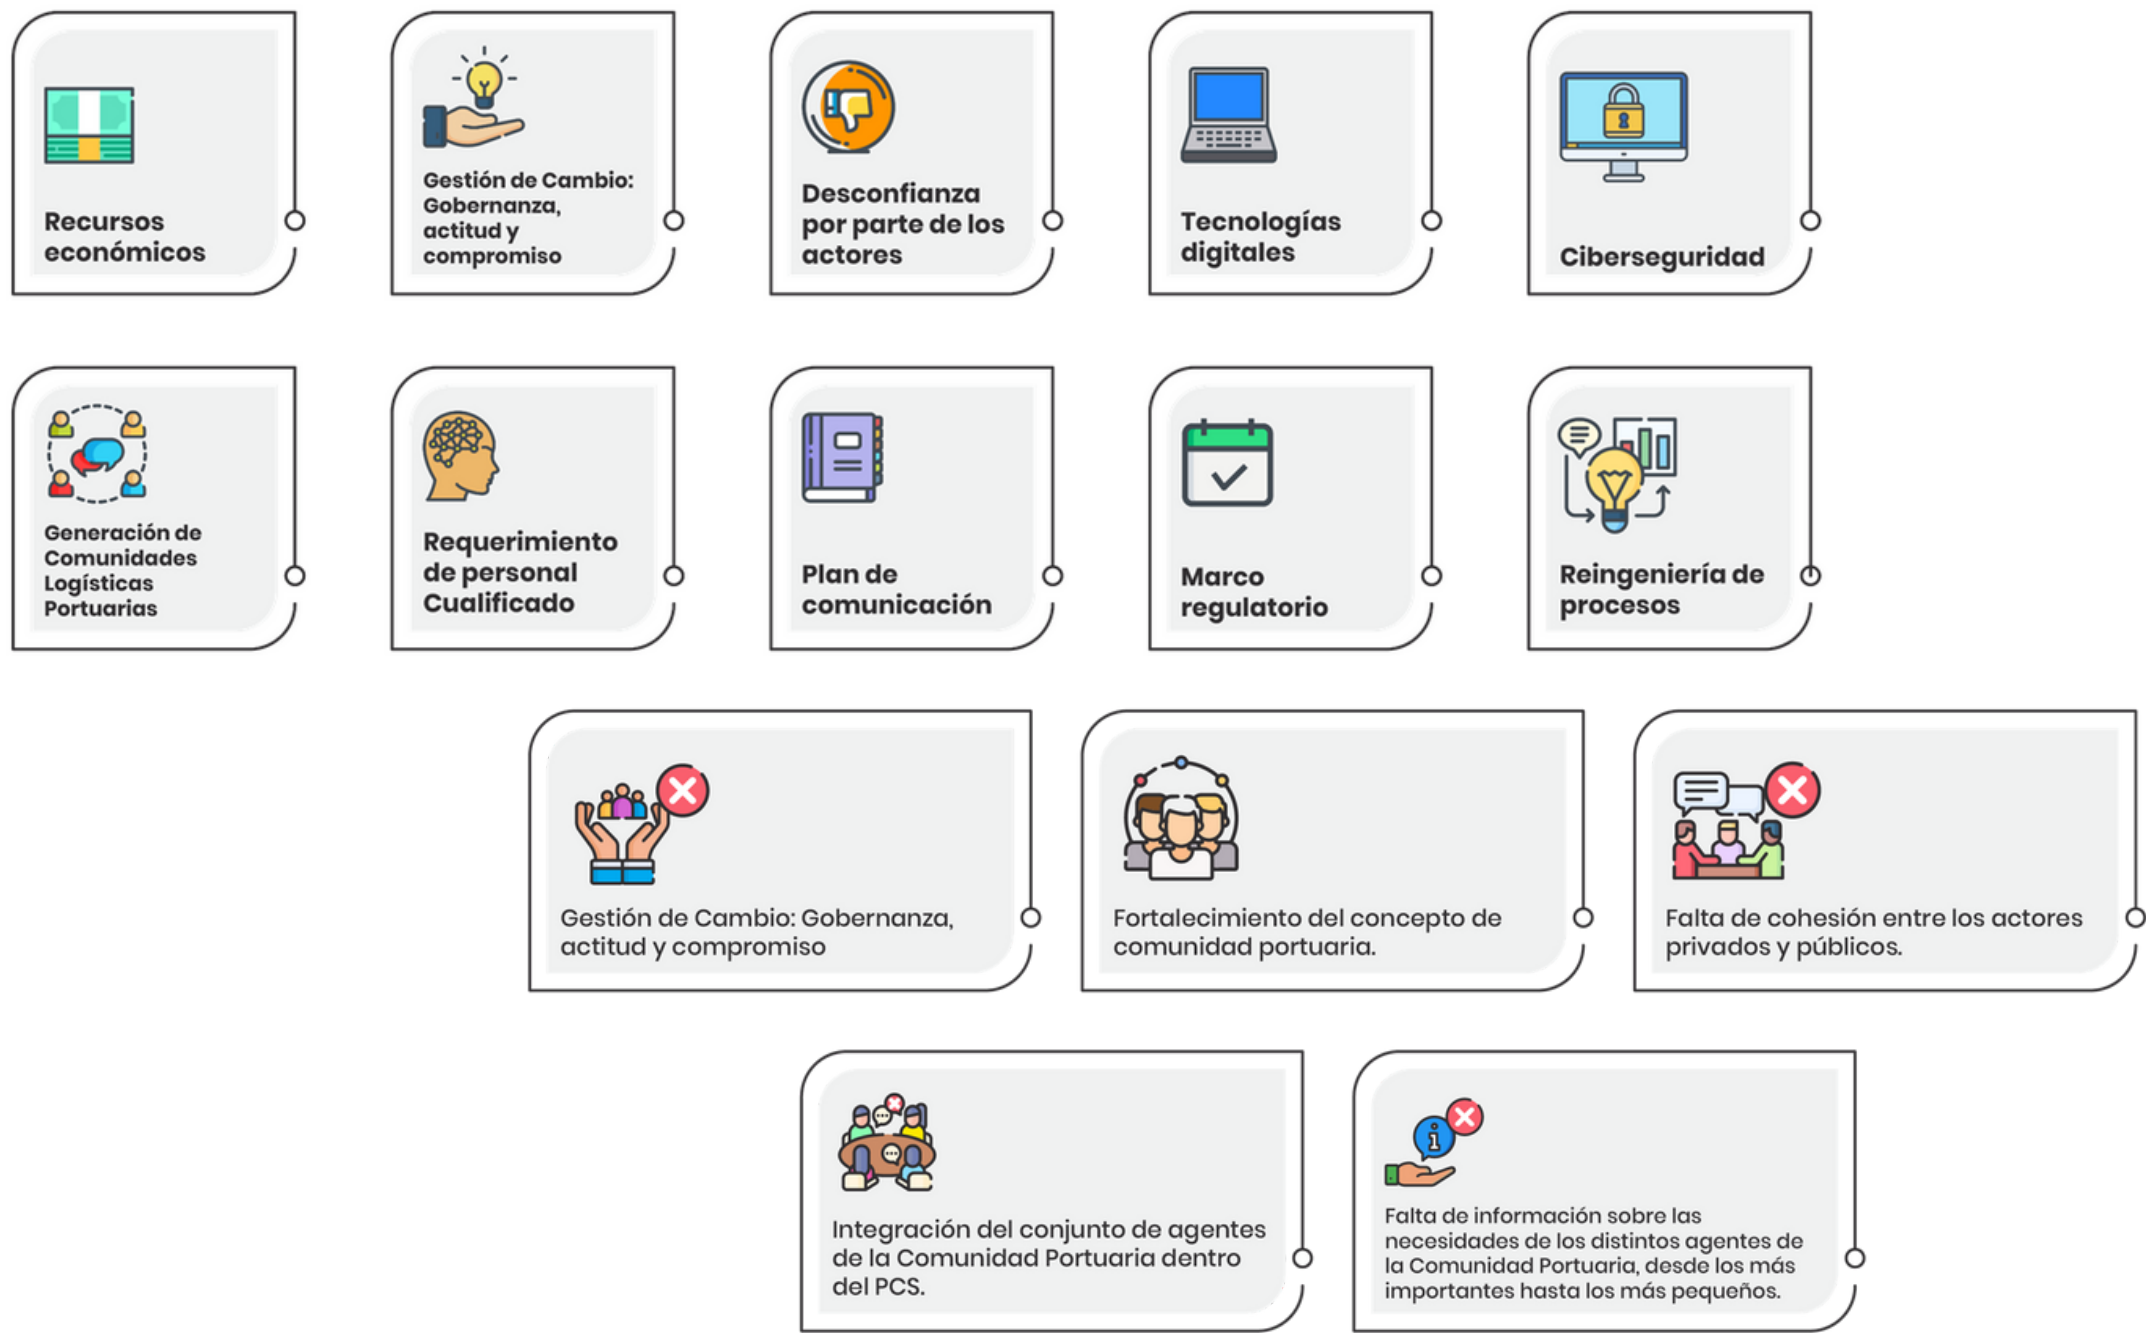 Recursos
económicos
Gestión de Cambio:
Gobernanza,
actitud y
compromiso
Desconfianza
por parte de los
actores
Tecnologías
digitales
Ciberseguridad
Generación de
Comunidades
Logísticas
Portuarias
Requerimiento
de personal
Cualificado
Plan de
comunicación
Marco
regulatorio
Reingeniería de
procesos
Gestión de Cambio: Gobernanza,
actitud y compromiso
Fortalecimiento del concepto de
comunidad portuaria.
Falta de cohesión entre los actores
privados y públicos.
Integración del conjunto de agentes
de la Comunidad Portuaria dentro
del PCS.
Falta de información sobre las
necesidades de los distintos agentes de
la Comunidad Portuaria, desde los más
importantes hasta los más pequeños.